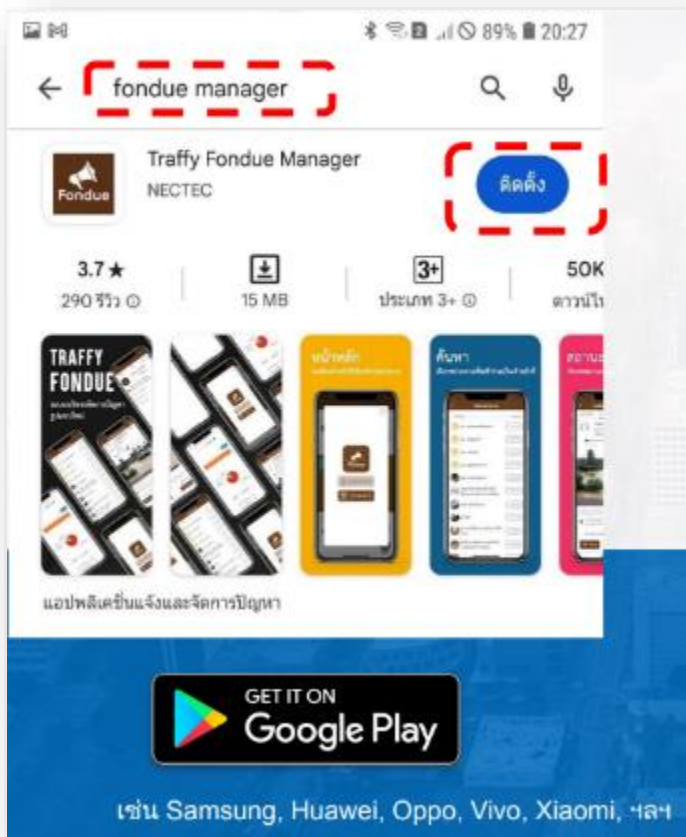 89% 20:27
fondue manager
Traffy Fondue Manager
NECTEC
ติดตั้ง
Fondue
3.7★
290 รีวิว
15 MB
3+
ประเภท 3+
50K
TRAFFY
FONDUE
หน้าหลัก
ค้นหา
แอปพลิเคชั่นแจ้งและจัดการปัญหา
GET IT ON
Google Play
เช่น Samsung, Huawei, Oppo, Vivo, Xiaomi, ฯลฯ